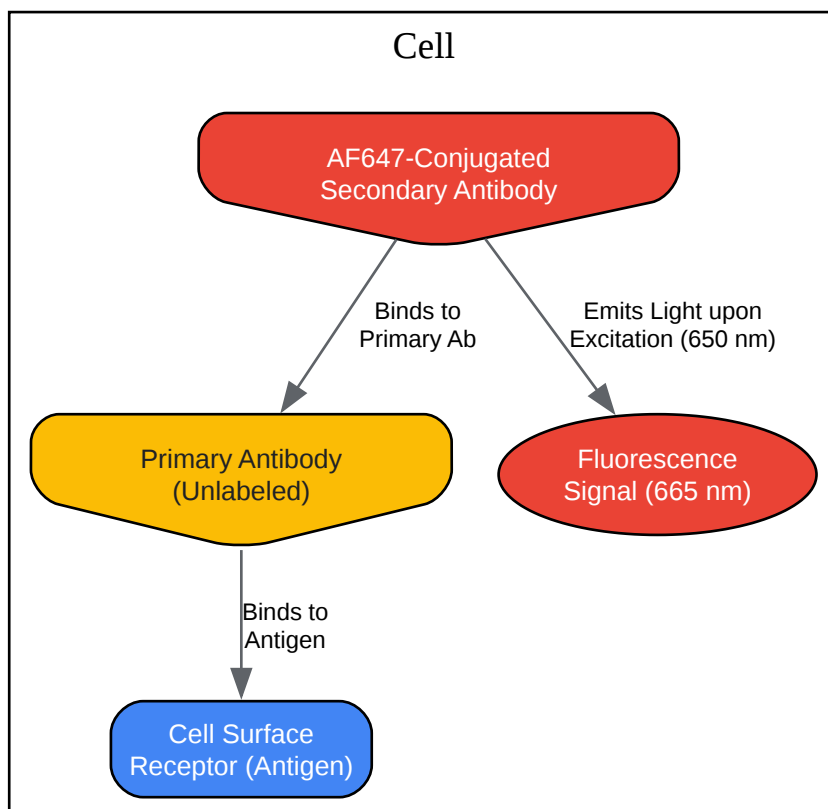 Cell
AF647-Conjugated
Secondary Antibody
Binds to
Primary Ab
Emits Light upon
Excitation (650 nm)
Primary Antibody
(Unlabeled)
Fluorescence
Signal (665 nm)
Binds to
Antigen
Cell Surface
Receptor (Antigen)